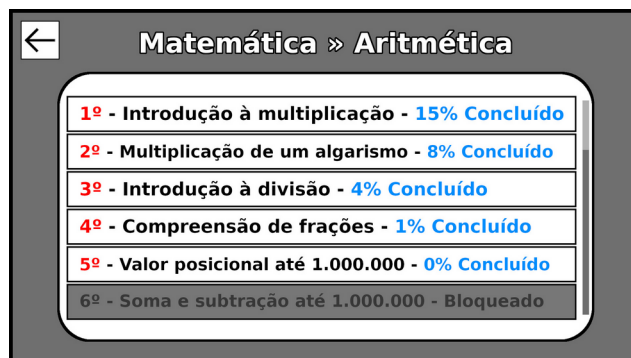 Matemática » Aritmética
1º - Introdução à multiplicação - 15% Concluído
2º - Multiplicação de um algarismo - 8% Concluído
3º - Introdução à divisão - 4% Concluído
4º - Compreensão de frações - 1% Concluído
5º - Valor posicional até 1.000.000 - 0% Concluído
6º - Soma e subtração até 1.000.000 - Bloqueado